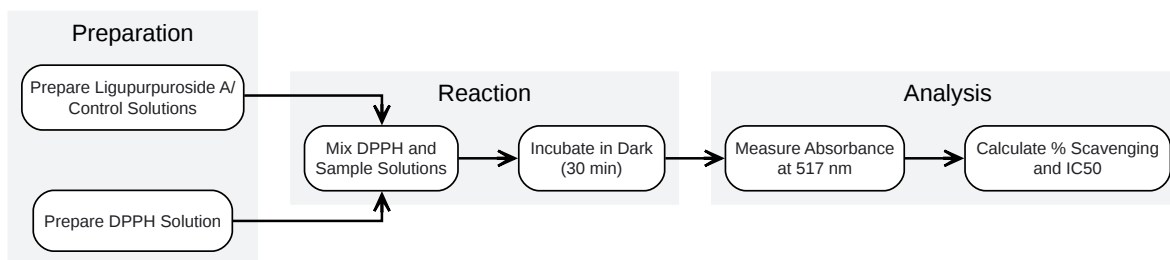 Preparation
Prepare Ligupurpuroside A/
Control Solutions
Prepare DPPH Solution
Reaction
Mix DPPH and
Sample Solutions
Incubate in Dark
(30 min)
Analysis
Measure Absorbance
at 517 nm
Calculate % Scavenging
and IC50